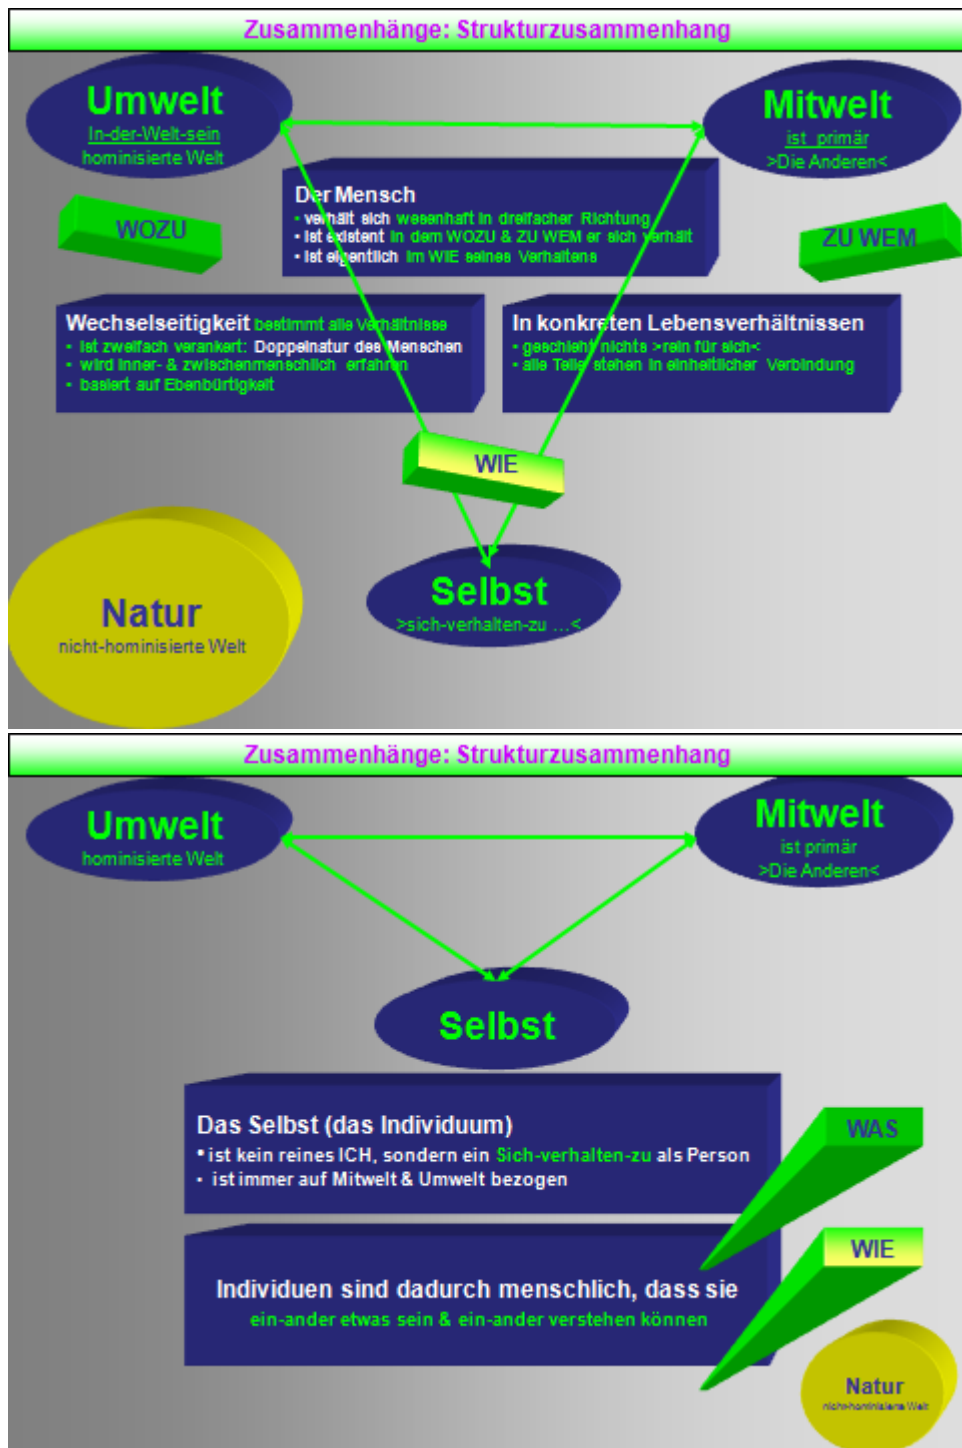 Zusammenhänge: Strukturzusammenhang
Umwelt
In-der-Welt-sein
hominisierte Welt
Mitwelt
ist primär
>Die Anderen<
Der Mensch
• verhält sich wesenhaft in dreifacher Richtung
• ist existent in dem WOZU & ZU WEM er sich verhält
• ist eigentlich im WIE seines Verhaltens
WOZU
ZU WEM
Wechselseitigkeit bestimmt alle Verhältnisse
• ist zweifach verankert: Doppelnatur des Menschen
• wird inner- & zwischenmenschlich erfahren
• basiert auf Ebenbürtigkeit
In konkreten Lebensverhältnissen
• geschieht nichts >rein für sich<
• alle Teile stehen in einheitlicher Verbindung
WIE
Selbst
>sich-verhalten-zu ...<
Natur
nicht-hominisierte Welt
Zusammenhänge: Strukturzusammenhang
Umwelt
hominisierte Welt
Mitwelt
ist primär
>Die Anderen<
Selbst
Das Selbst (das Individuum)
• ist kein reines ICH, sondern ein Sich-verhalten-zu als Person
• ist immer auf Mitwelt & Umwelt bezogen
WAS
WIE
Individuen sind dadurch menschlich, dass sie
ein-ander etwas sein & ein-ander verstehen können
Natur
nicht-hominisierte Welt